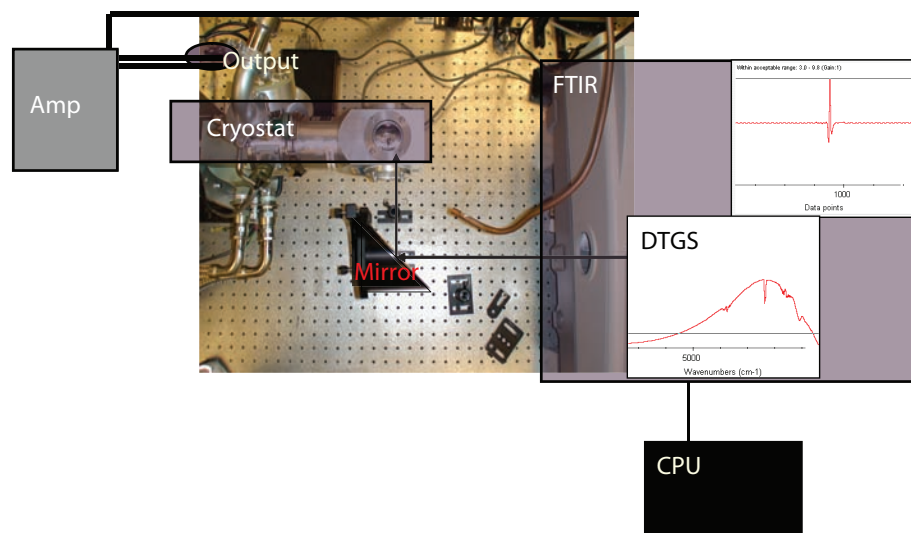 Amp
Output
Cryostat
Mirror
FTIR
Within acceptable range: 3.0 - 9.8 (Gain:1)
1000
Data points
DTGS
5000
Wavenumbers (cm-1)
CPU